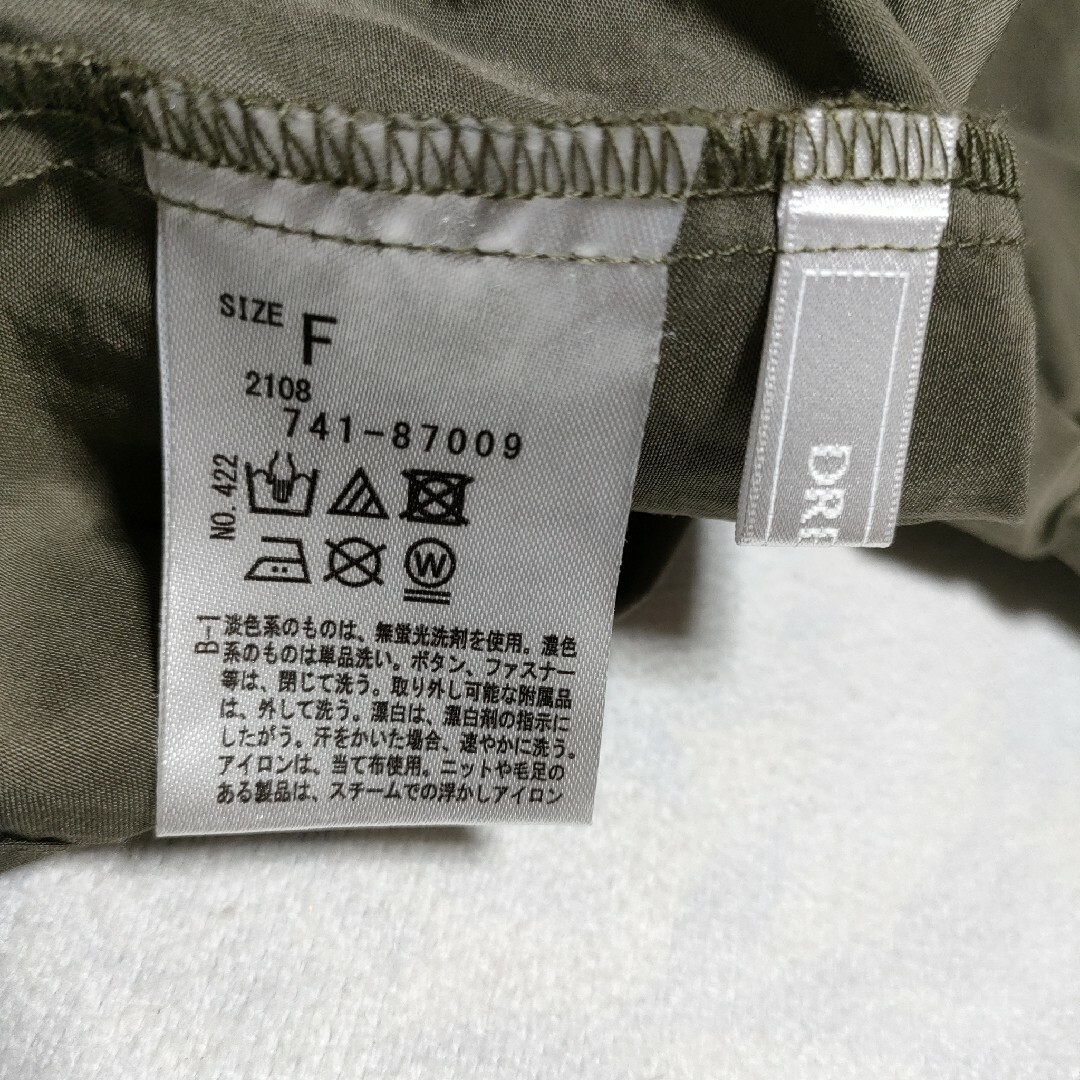 SIZE F
2108
741-87009
NO. 422
W
B-1
淡色系のものは、無蛍光洗剤を使用。濃色
系のものは単品洗い。ボタン、ファスナー
等は、閉じて洗う。取り外し可能な附属品
は、外して洗う。漂白は、漂白剤の指示に
したがう。汗をかいた場合、速やかに洗う。
アイロンは、当て布使用。ニットや毛足の
ある製品は、スチームでの浮かしアイロン